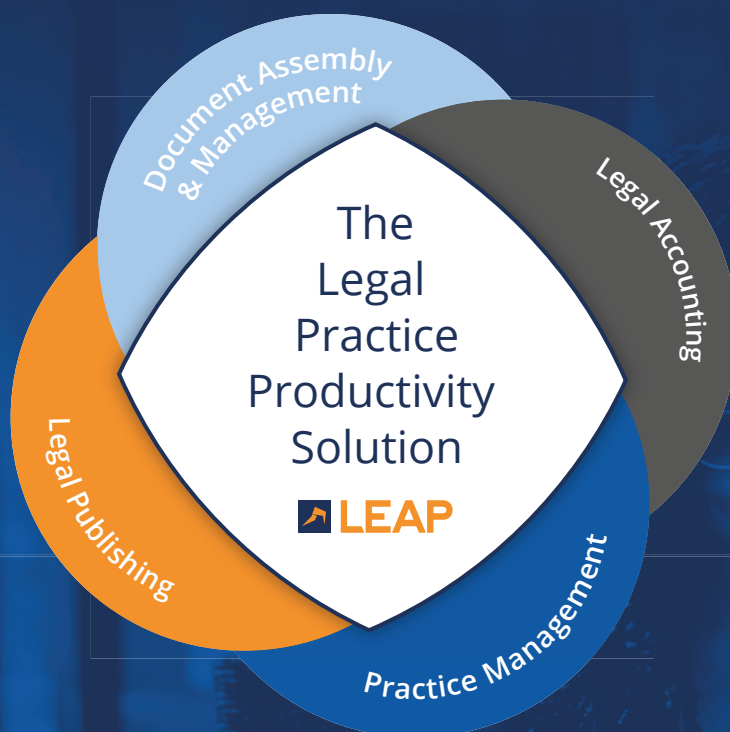 Document Assembly
& Management
Legal Accounting
The
Legal
Practice
Productivity
Solution
LEAP
Legal Publishing
Practice Management